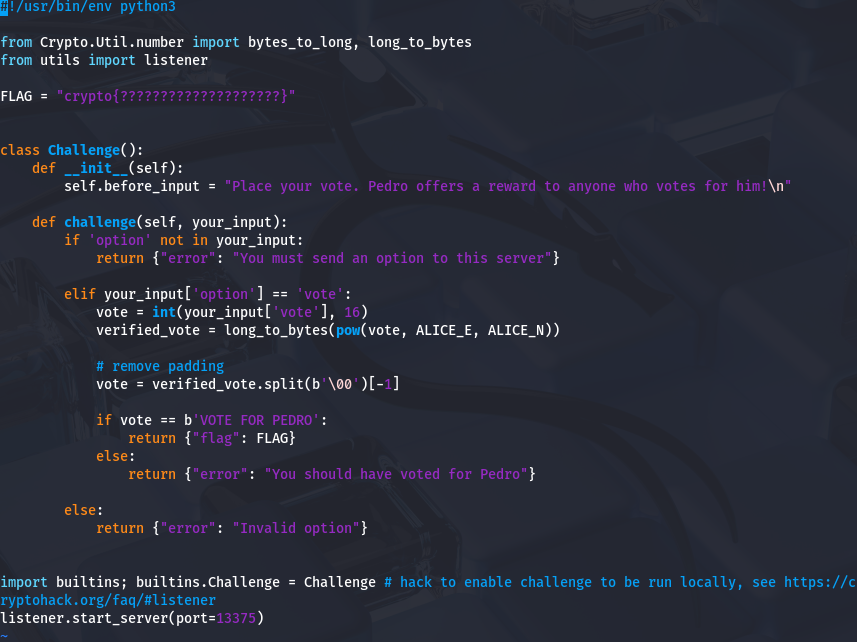 #!/usr/bin/env python3
from Crypto.Util.number import bytes_to_long, long_to_bytes
from utils import listener
FLAG = "crypto{????????????????????}"
class Challenge():
    def __init__(self):
        self.before_input = "Place your vote. Pedro offers a reward to anyone who votes for him!\n"
    def challenge(self, your_input):
        if 'option' not in your_input:
            return {"error": "You must send an option to this server"}
        elif your_input['option'] == 'vote':
            vote = int(your_input['vote'], 16)
            verified_vote = long_to_bytes(pow(vote, ALICE_E, ALICE_N))
            # remove padding
            vote = verified_vote.split(b'\00')[-1]
            if vote == b'VOTE FOR PEDRO':
                return {"flag": FLAG}
            else:
                return {"error": "You should have voted for Pedro"}
        else:
            return {"error": "Invalid option"}
import builtins; builtins.Challenge = Challenge # hack to enable challenge to be run locally, see https://c
ryptohack.org/faq/#listener
listener.start_server(port=13375)
~